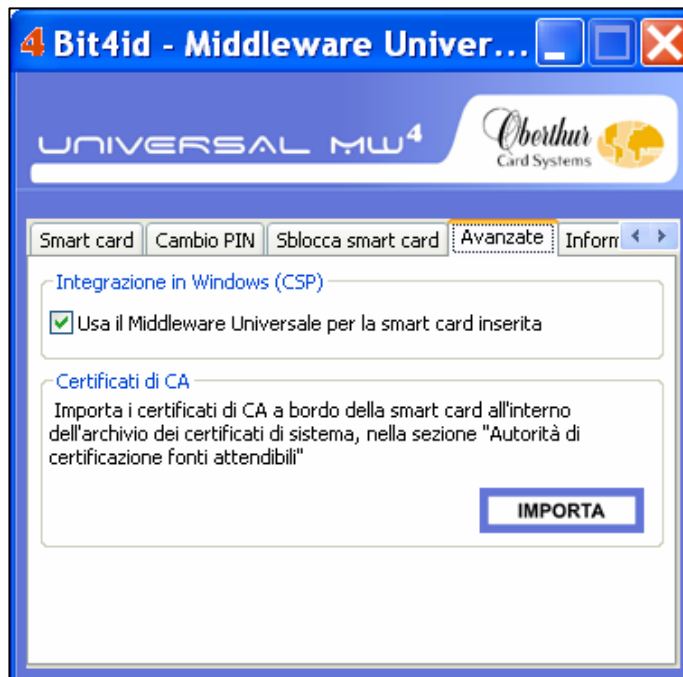 4 Bit4id - Middleware Univer...
UNIVERSAL MW4
Oberthur
Card Systems
Smart card
Cambio PIN
Sblocca smart card
Avanzate
Inform
Integrazione in Windows (CSP)
Usa il Middleware Universale per la smart card inserita
Certificati di CA
Importa i certificati di CA a bordo della smart card all'interno
dell'archivio dei certificati di sistema, nella sezione "Autorità di
certificazione fonti attendibili"
IMPORTA